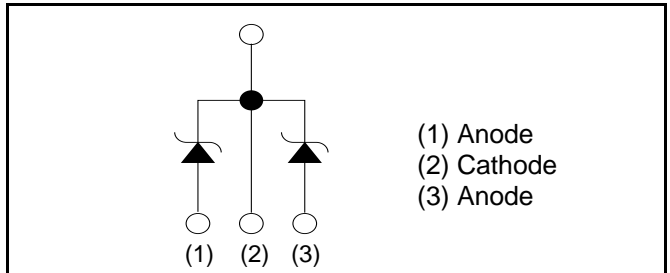 (1) Anode
(2) Cathode
(3) Anode
(1) (2) (3)